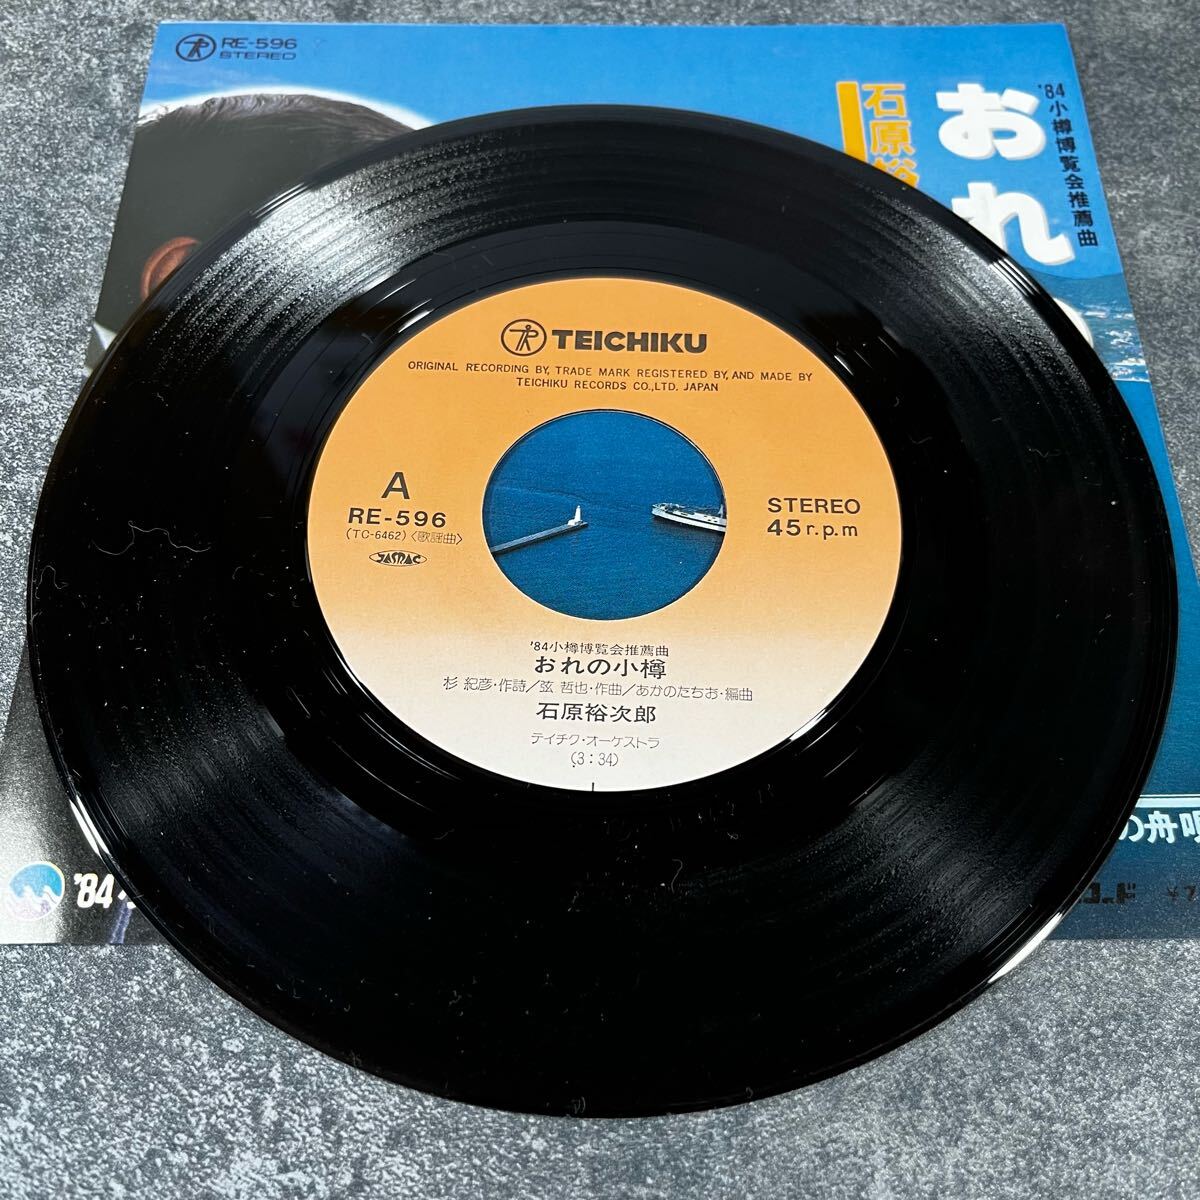 RE-596
STEREO
'84小樽博覧会推薦曲
おれ
石原裕
TEICHIKU
ORIGINAL RECORDING BY, TRADE MARK REGISTERED BY, AND MADE BY
TEICHIKU RECORDS CO., LTD. JAPAN
A
RE-596
(TC-6462)〈歌謡曲〉
JASRAC
STEREO
45 r.p.m
'84小樽博覧会推薦曲
おれの小樽
杉 紀彦・作詩/弦 哲也・作曲/あかのたちお・編曲
石原裕次郎
テイチク・オーケストラ
(3:34)
の舟唄
'84
コード